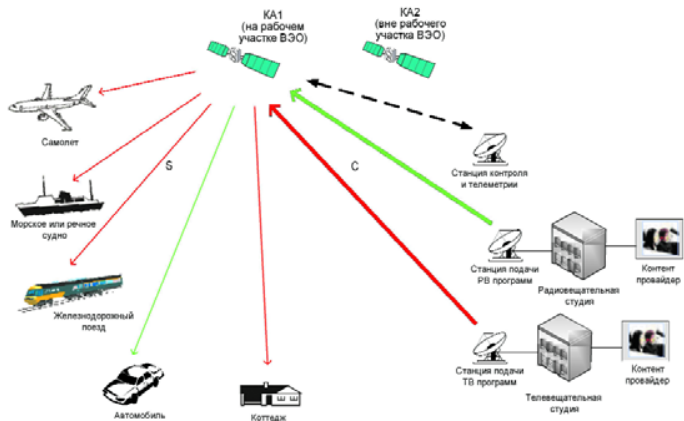 КА1
(на рабочем
участке ВЭО)
КА2
(вне рабочего
участка ВЭО)
Самолет
S
C
Станция контроля
и телеметрии
Морское или речное
судно
Станция подачи
РВ программ
Радиовещательная
студия
Контент
провайдер
Железнодорожный
поезд
Станция подачи
ТВ программ
Телевещательная
студия
Контент
провайдер
Автомобиль
Коттедж